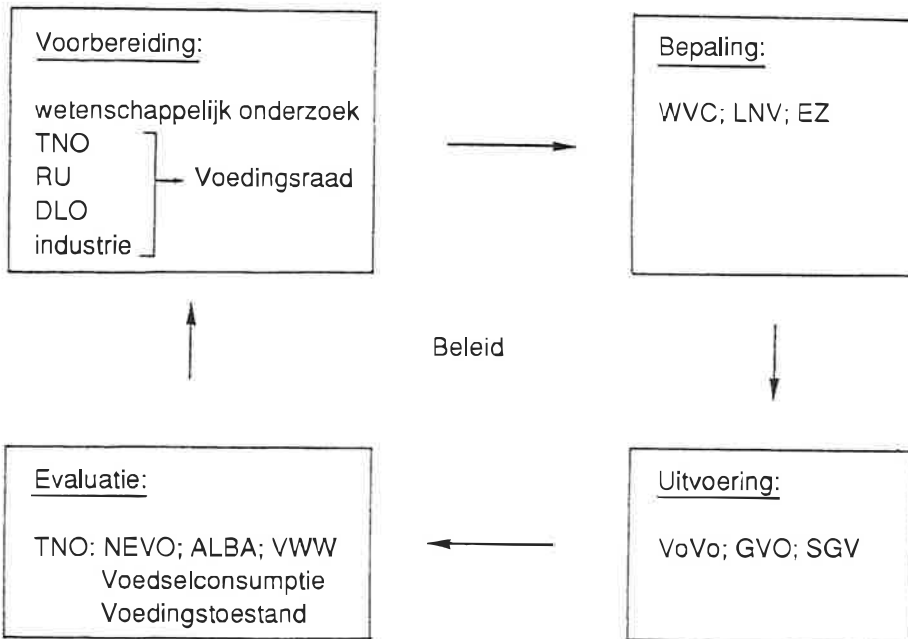 Voorbereiding:
wetenschappelijk onderzoek
TNO
RU
DLO
industrie
Voedingsraad
Bepaling:
WVC; LNV; EZ
Beleid
Evaluatie:
TNO: NEVO; ALBA; VWW
Voedselconsumptie
Voedingstoestand
Uitvoering:
VoVo; GVO; SGV